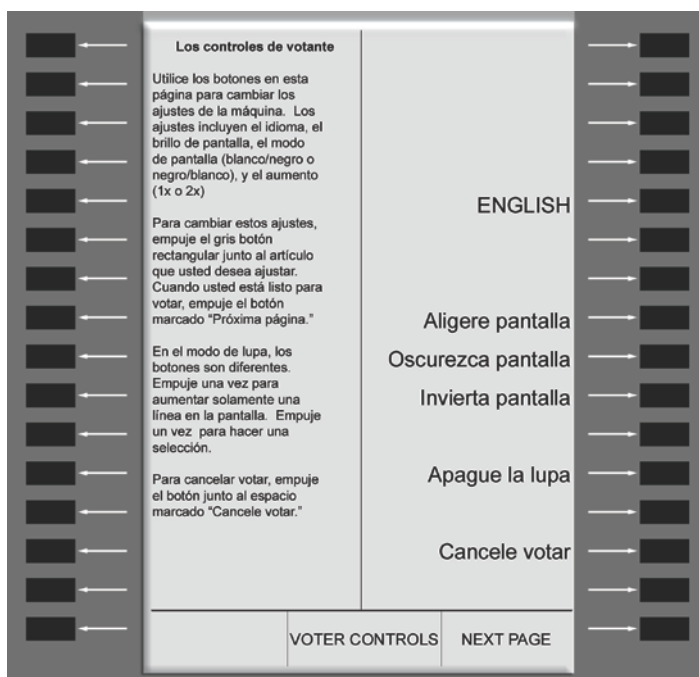 Los controles de votante
Utilice los botones en esta
página para cambiar los
ajustes de la máquina. Los
ajustes incluyen el idioma, el
brillo de pantalla, el modo
de pantalla (blanco/negro o
negro/blanco), y el aumento
(1x o 2x)
Para cambiar estos ajustes,
empuje el gris botón
rectangular junto al artículo
que usted desea ajustar.
Cuando usted está listo para
votar, empuje el botón
marcado “Próxima página.”
En el modo de lupa, los
botones son diferentes.
Empuje una vez para
aumentar solamente una
línea en la pantalla. Empuje
un vez para hacer una
selección.
Para cancelar votar, empuje
el botón junto al espacio
marcado “Cancele votar.”
ENGLISH
Aligere pantalla
Oscurezca pantalla
Invierta pantalla
Apague la lupa
Cancele votar
VOTER CONTROLS
NEXT PAGE